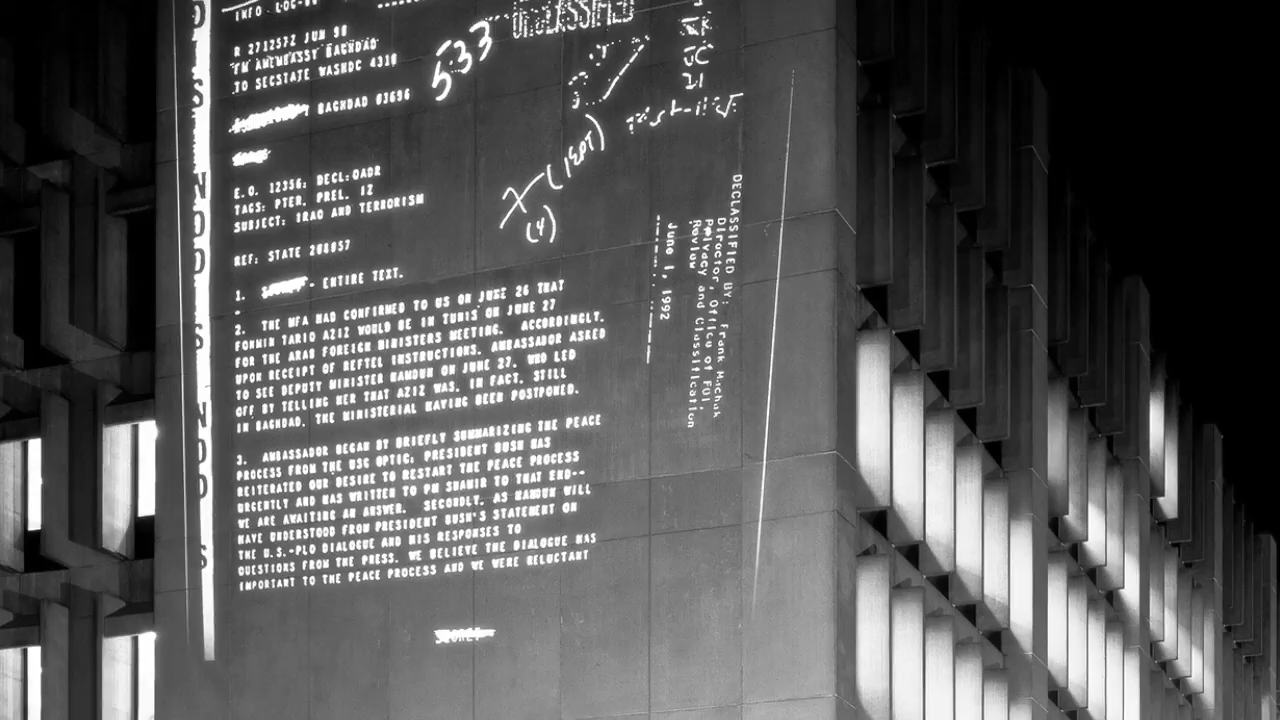 INFO LOG-00
UNCLASSIFIED
R 271257Z JUN 90
FM AMEMBASSY BAGHDAD
TO SECSTATE WASHDC 4310
533
BAGHDAD 03696
E.O. 12356: DECL:OADR
TAGS: PTER, PREL, IZ
SUBJECT: IRAQ AND TERRORISM
REF: STATE 208057
1. - ENTIRE TEXT.
2. THE MFA HAD CONFIRMED TO US ON JUNE 26 THAT
FONMIN TARIQ AZIZ WOULD BE IN TUNIS ON JUNE 27
FOR THE ARAB FOREIGN MINISTERS MEETING. ACCORDINGLY,
UPON RECEIPT OF REFTEL INSTRUCTIONS, AMBASSADOR ASKED
TO SEE DEPUTY MINISTER HAMDUN ON JUNE 27. WHO LED
OFF BY TELLING HER THAT AZIZ WAS, IN FACT, STILL
IN BAGHDAD, THE MINISTERIAL HAVING BEEN POSTPONED.
3. AMBASSADOR BEGAN BY BRIEFLY SUMMARIZING THE PEACE
PROCESS FROM THE USG OPTIC. PRESIDENT BUSH HAS
REITERATED OUR DESIRE TO RESTART THE PEACE PROCESS
URGENTLY AND HAS WRITTEN TO PM SHAMIR TO THAT END--
WE ARE AWAITING AN ANSWER. SECONDLY, AS HAMDUN WILL
HAVE UNDERSTOOD FROM PRESIDENT BUSH'S STATEMENT ON
THE U.S.-PLO DIALOGUE AND HIS RESPONSES TO
QUESTIONS FROM THE PRESS, WE BELIEVE THE DIALOGUE HAS
IMPORTANT TO THE PEACE PROCESS AND WE WERE RELUCTANT
SECRET
DECLASSIFIED BY: Frank Machak
Director, Office of FOI,
Privacy and Classification
Review
June 1, 1992
(4)